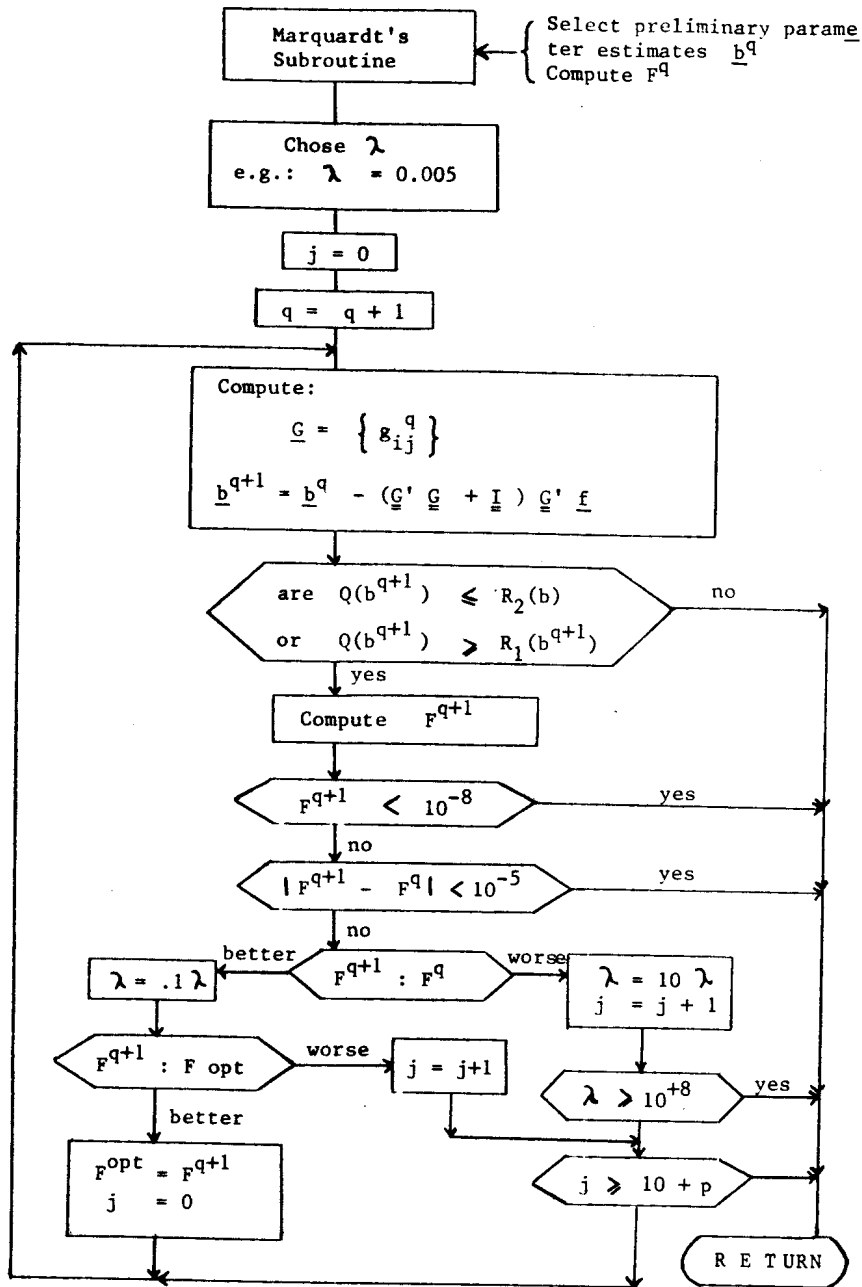 Marquardt's
Subroutine
Select preliminary parame
ter estimates b^q
Compute F^q
Chose λ
e.g.: λ = 0.005
j = 0
q = q + 1
Compute:
G = { g_ij^q }
b^q+1 = b^q - (G' G + I) G' f
are Q(b^q+1) ⩽ R_2(b)
or Q(b^q+1) ⩾ R_1(b^q+1)
no
yes
Compute F^q+1
F^q+1 < 10^-8
yes
no
|F^q+1 - F^q| < 10^-5
yes
no
better
F^q+1 : F^q
worse
λ = .1 λ
λ = 10 λ
j = j + 1
F^q+1 : F opt
worse
j = j+1
λ ⩾ 10^+8
yes
better
F^opt = F^q+1
j = 0
j ⩾ 10 + p
R E T U R N